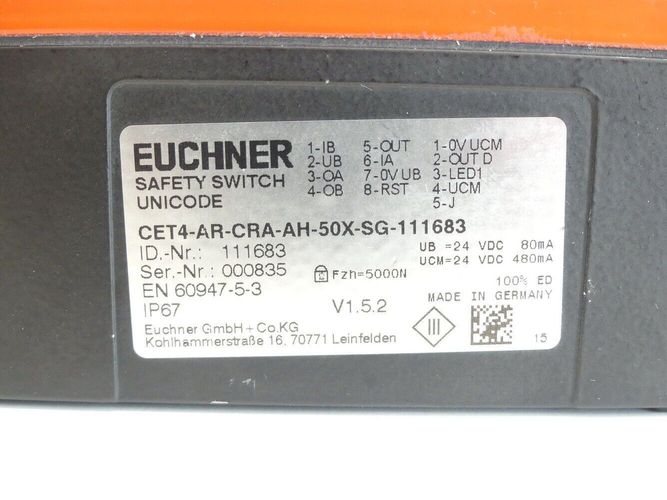 EUCHNER
SAFETY SWITCH
UNICODE
1-IB 5-OUT 1-0V UCM
2-UB 6-IA 2-OUT D
3-OA 7-0V UB 3-LED1
4-OB 8-RST 4-UCM
5-J
CET4-AR-CRA-AH-50X-SG-111683
ID.-Nr.: 111683
UB =24 VDC 80mA
Ser.-Nr.: 000835
Fzh=5000N
UCM=24 VDC 480mA
EN 60947-5-3
100% ED
IP67
V1.5.2
MADE IN GERMANY
Euchner GmbH+Co.KG
Kohlhammerstraße 16, 70771 Leinfelden
III
15